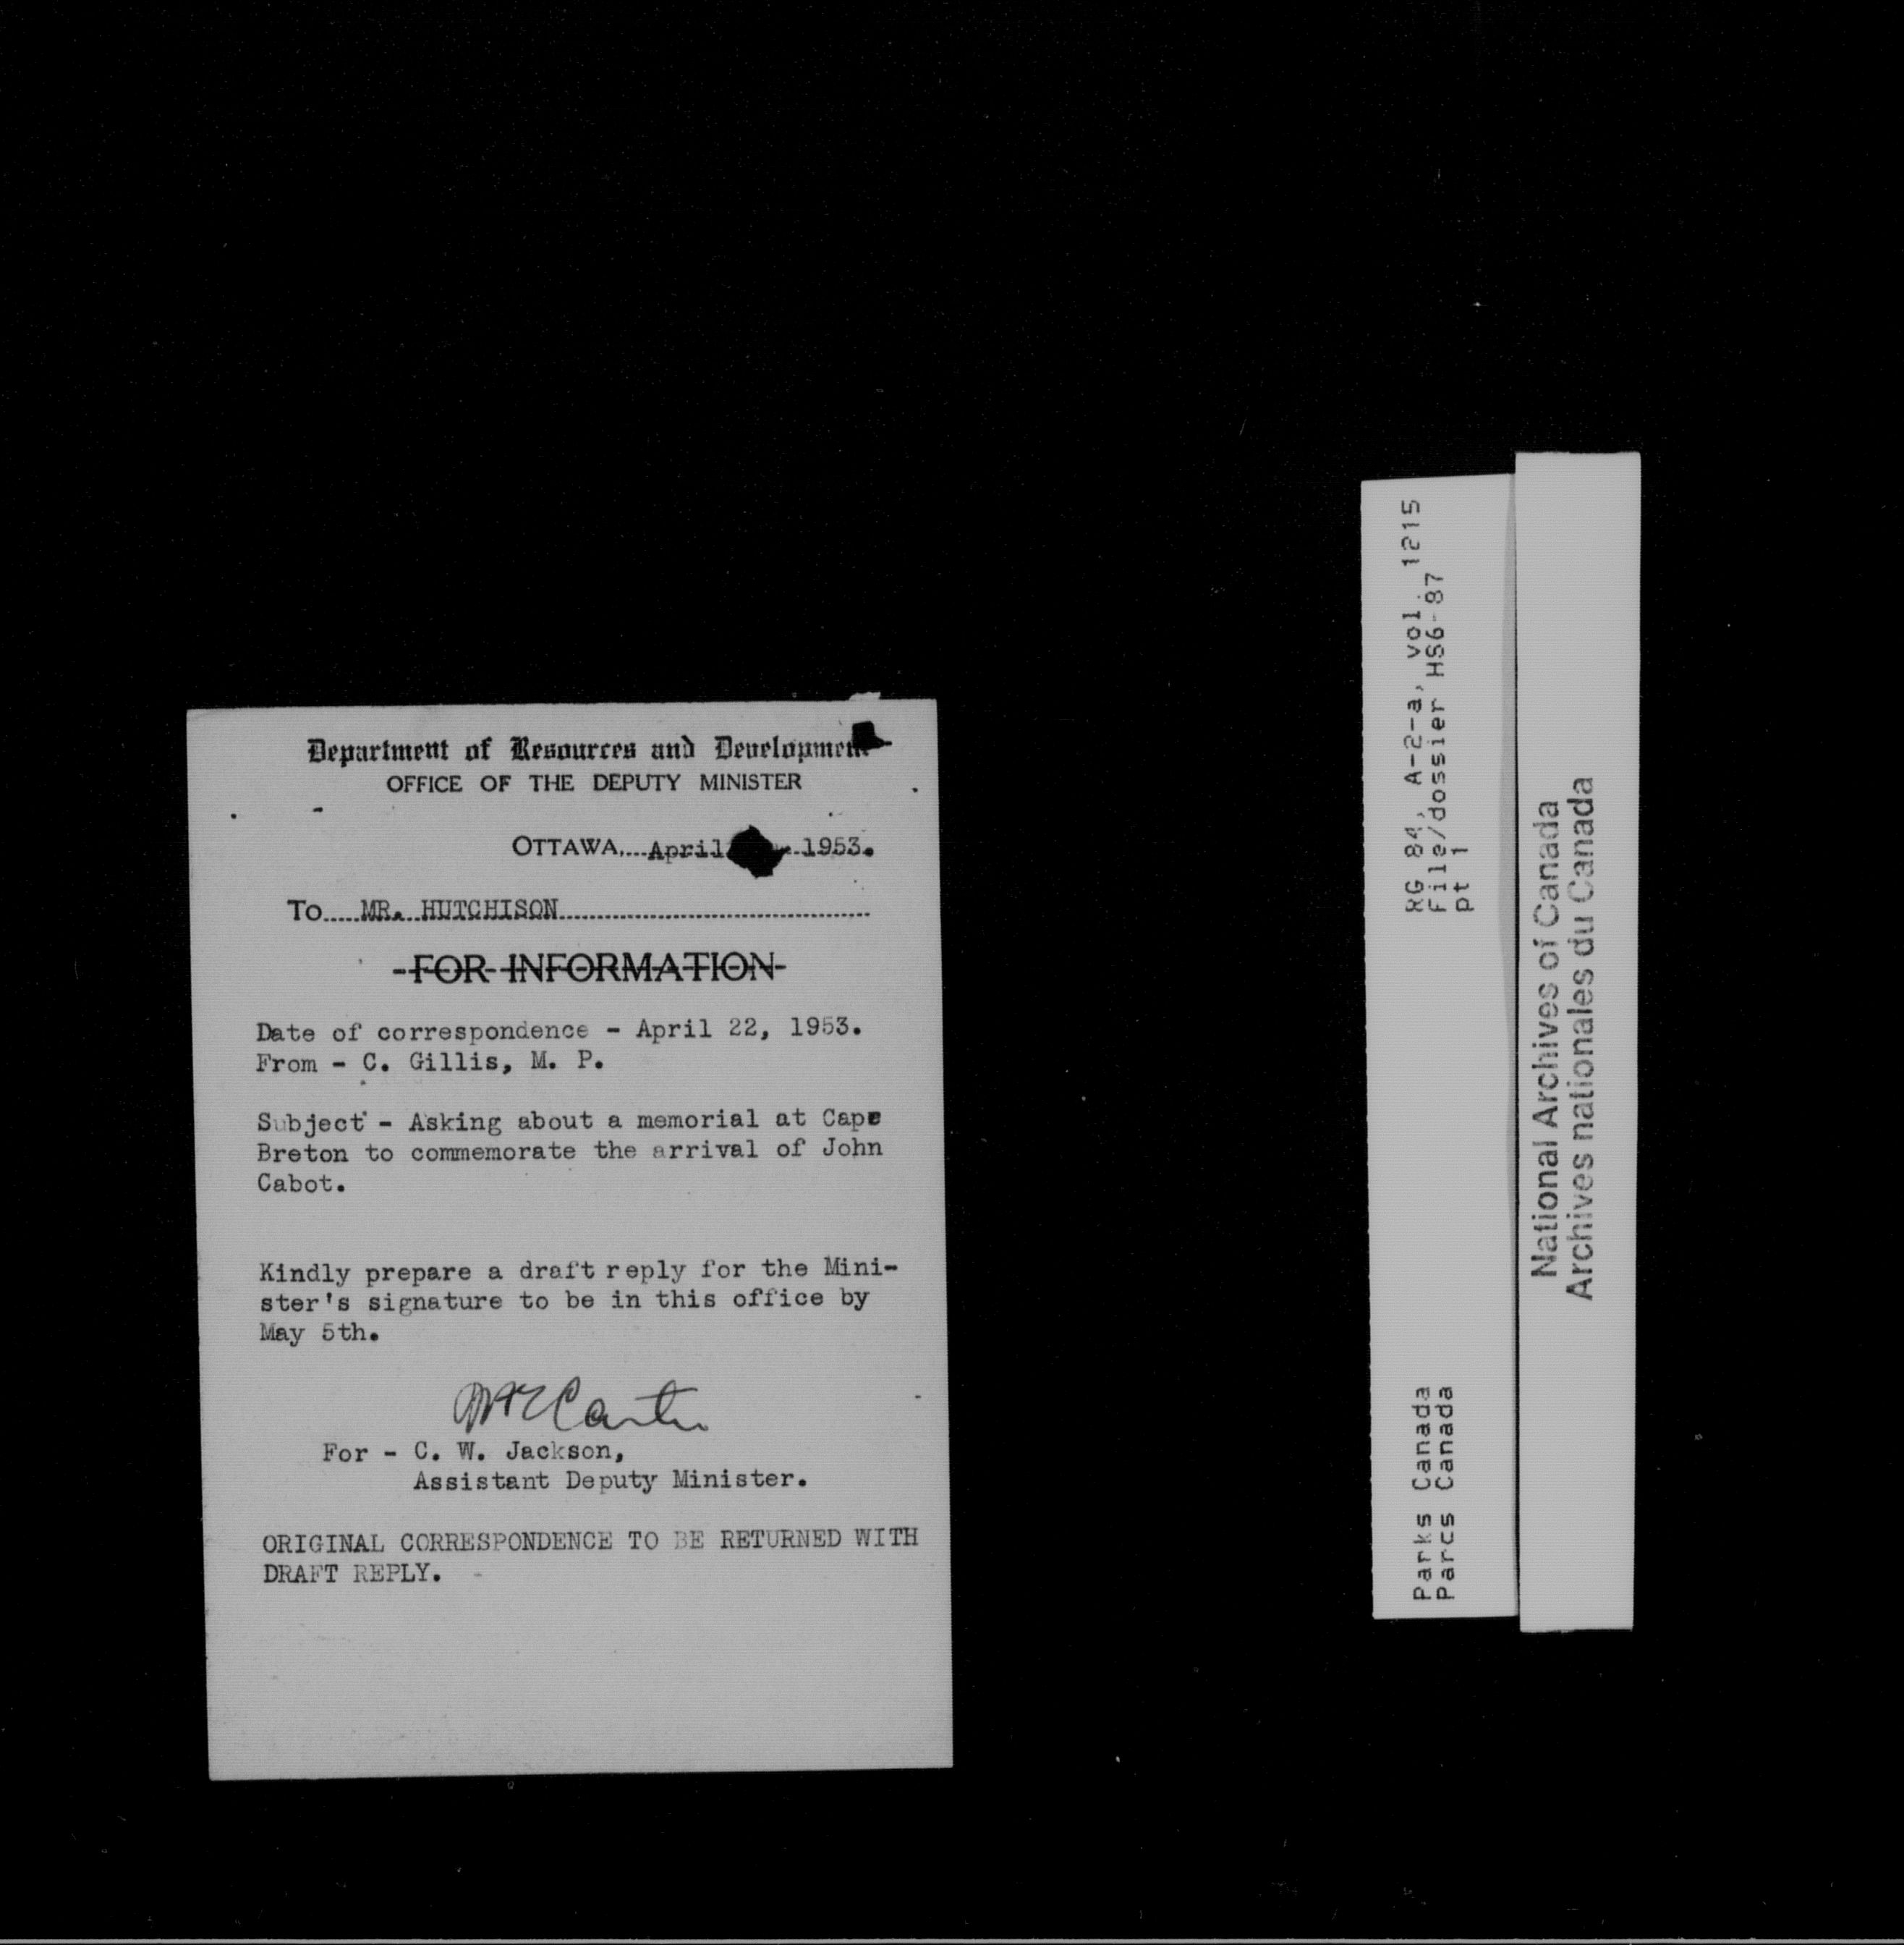 Department of Resources and Development
OFFICE OF THE DEPUTY MINISTER
OTTAWA, April 1953.
To MR. HUTCHISON
FOR INFORMATION
Date of correspondence - April 22, 1953.
From - C. Gillis, M. P.
Subject - Asking about a memorial at Cape
Breton to commemorate the arrival of John
Cabot.
Kindly prepare a draft reply for the Mini-
ster's signature to be in this office by
May 5th.
For - C. W. Jackson,
Assistant Deputy Minister.
ORIGINAL CORRESPONDENCE TO BE RETURNED WITH
DRAFT REPLY.
Parks Canada
Parcs Canada
RG 84, A-2-a, vol. 1215
File/dossier HS6-87
pt 1
National Archives of Canada
Archives nationales du Canada